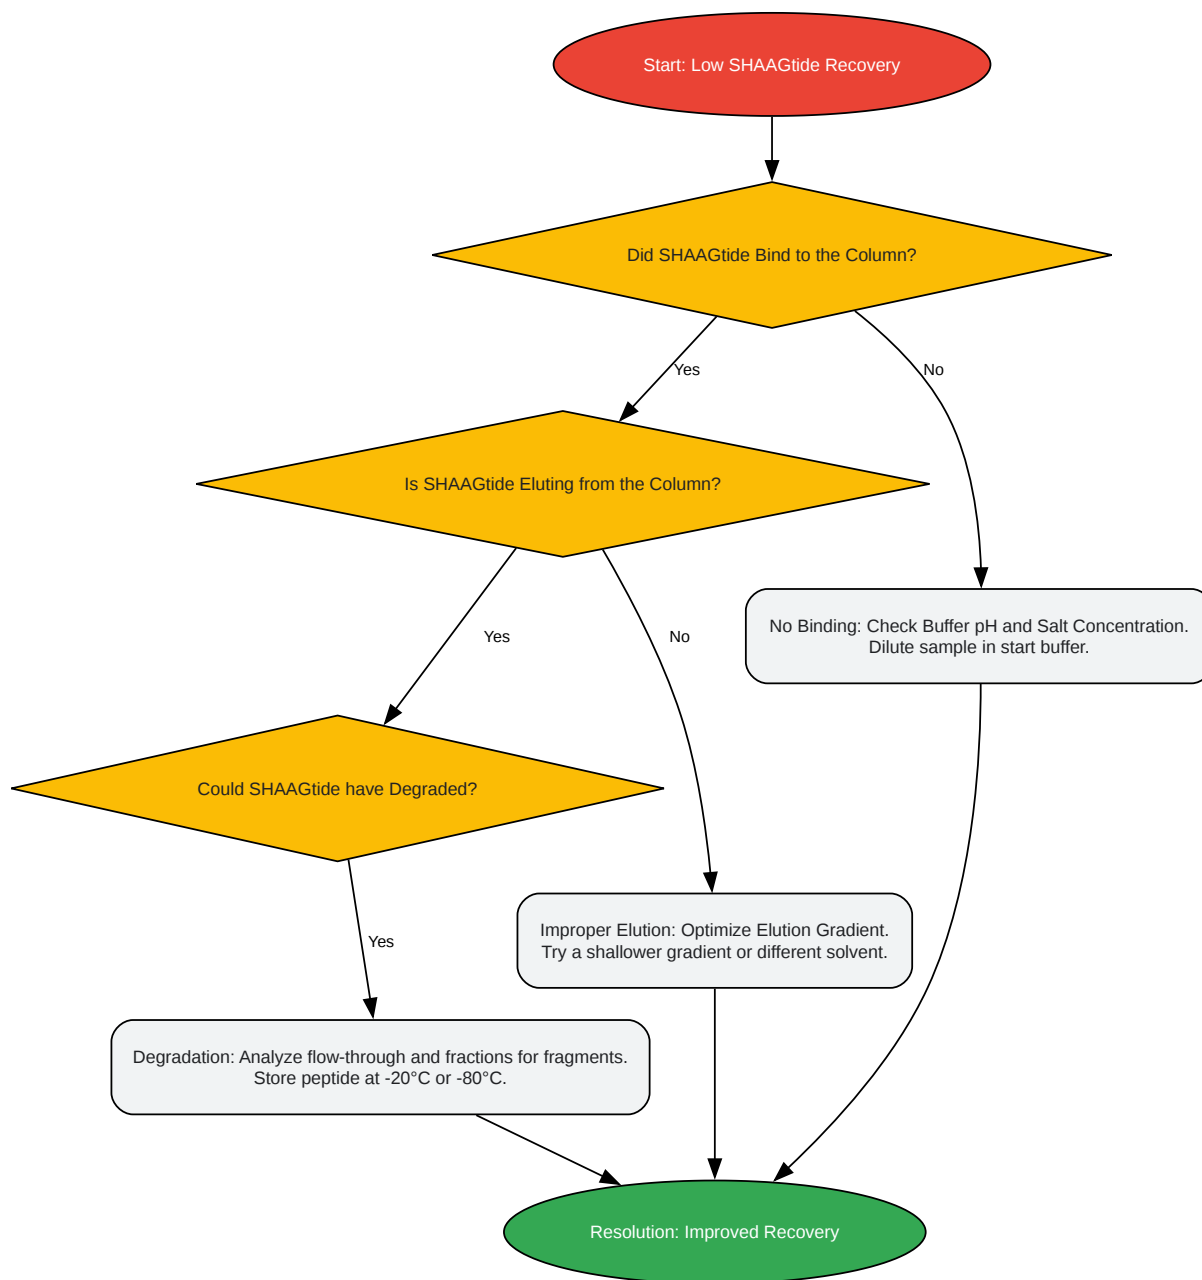 Start: Low SHAAGtide Recovery
Did SHAAGtide Bind to the Column?
Yes
No
Is SHAAGtide Eluting from the Column?
No Binding: Check Buffer pH and Salt Concentration.
Dilute sample in start buffer.
Yes
No
Could SHAAGtide have Degraded?
Improper Elution: Optimize Elution Gradient.
Try a shallower gradient or different solvent.
Yes
Degradation: Analyze flow-through and fractions for fragments.
Store peptide at -20°C or -80°C.
Resolution: Improved Recovery